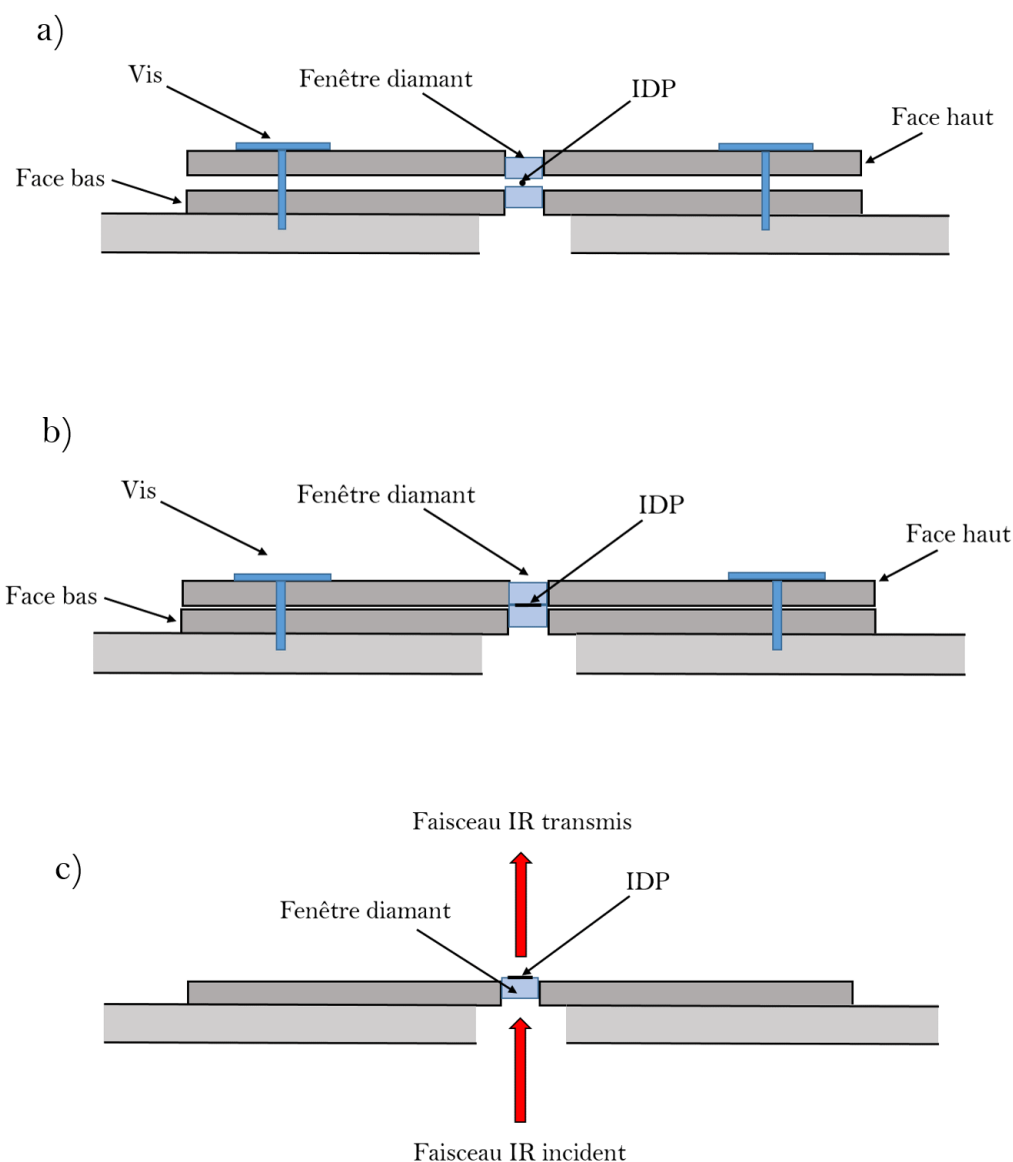 a)
Vis
Fenêtre diamant
IDP
Face haut
Face bas
b)
Vis
Fenêtre diamant
IDP
Face haut
Face bas
Faisceau IR transmis
c)
IDP
Fenêtre diamant
Faisceau IR incident